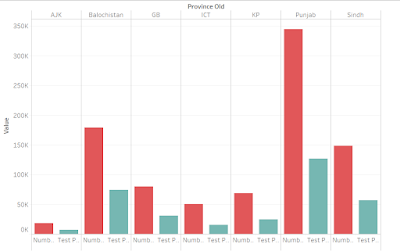 Province Old
AJK Balochistan GB ICT KP Punjab Sindh
350K
300K
250K
200K
150K
100K
50K
0K
Value
Numb.. Test P.. Numb.. Test P.. Numb.. Test P.. Numb.. Test P.. Numb.. Test P.. Numb.. Test P.. Numb.. Test P..